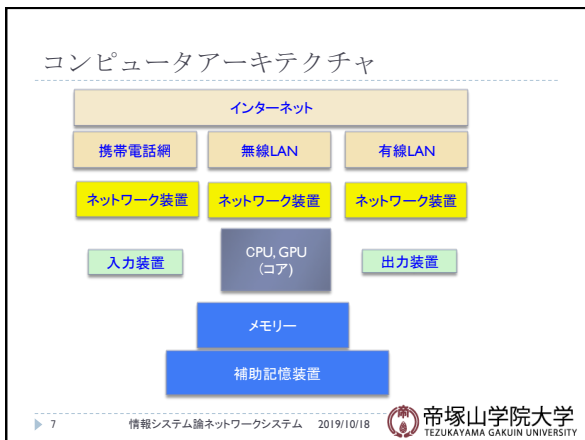 コンピュータアーキテクチャ
インターネット
携帯電話網 無線LAN 有線LAN
ネットワーク装置 ネットワーク装置 ネットワーク装置
入力装置 CPU, GPU 出力装置
(コア)
メモリー
補助記憶装置
7 情報システム論ネットワークシステム 2019/10/18 帝塚山学院大学
TEZUKAYAMA GAKUIN UNIVERSITY